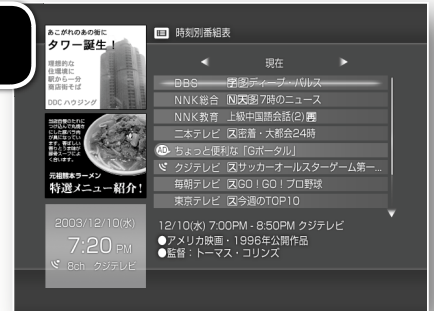 あこがれのあの街に
タワー誕生！
理想的な
住環境に
駅から一分
商店街そば
DDC ハウジング
元祖熊本ラーメン
特選メニュー紹介！
2003/12/10(水)
7:20 PM
8ch クジテレビ
時刻別番組表
現在
DBS 字国ディープ・パルス
NNK総合 N天国7時のニュース
NNK教育 上級中国語会話(2) 再
二本テレビ 文密着・大都会24時
AD ちょっと便利な「Gポータル」
クジテレビ 文サッカーオールスターゲーム第一...
毎朝テレビ 文GO！GO！プロ野球
東京テレビ 文今週のTOP10
12/10(水) 7:00PM - 8:50PM クジテレビ
●アメリカ映画・1996年公開作品
●監督：トーマス・コリンズ